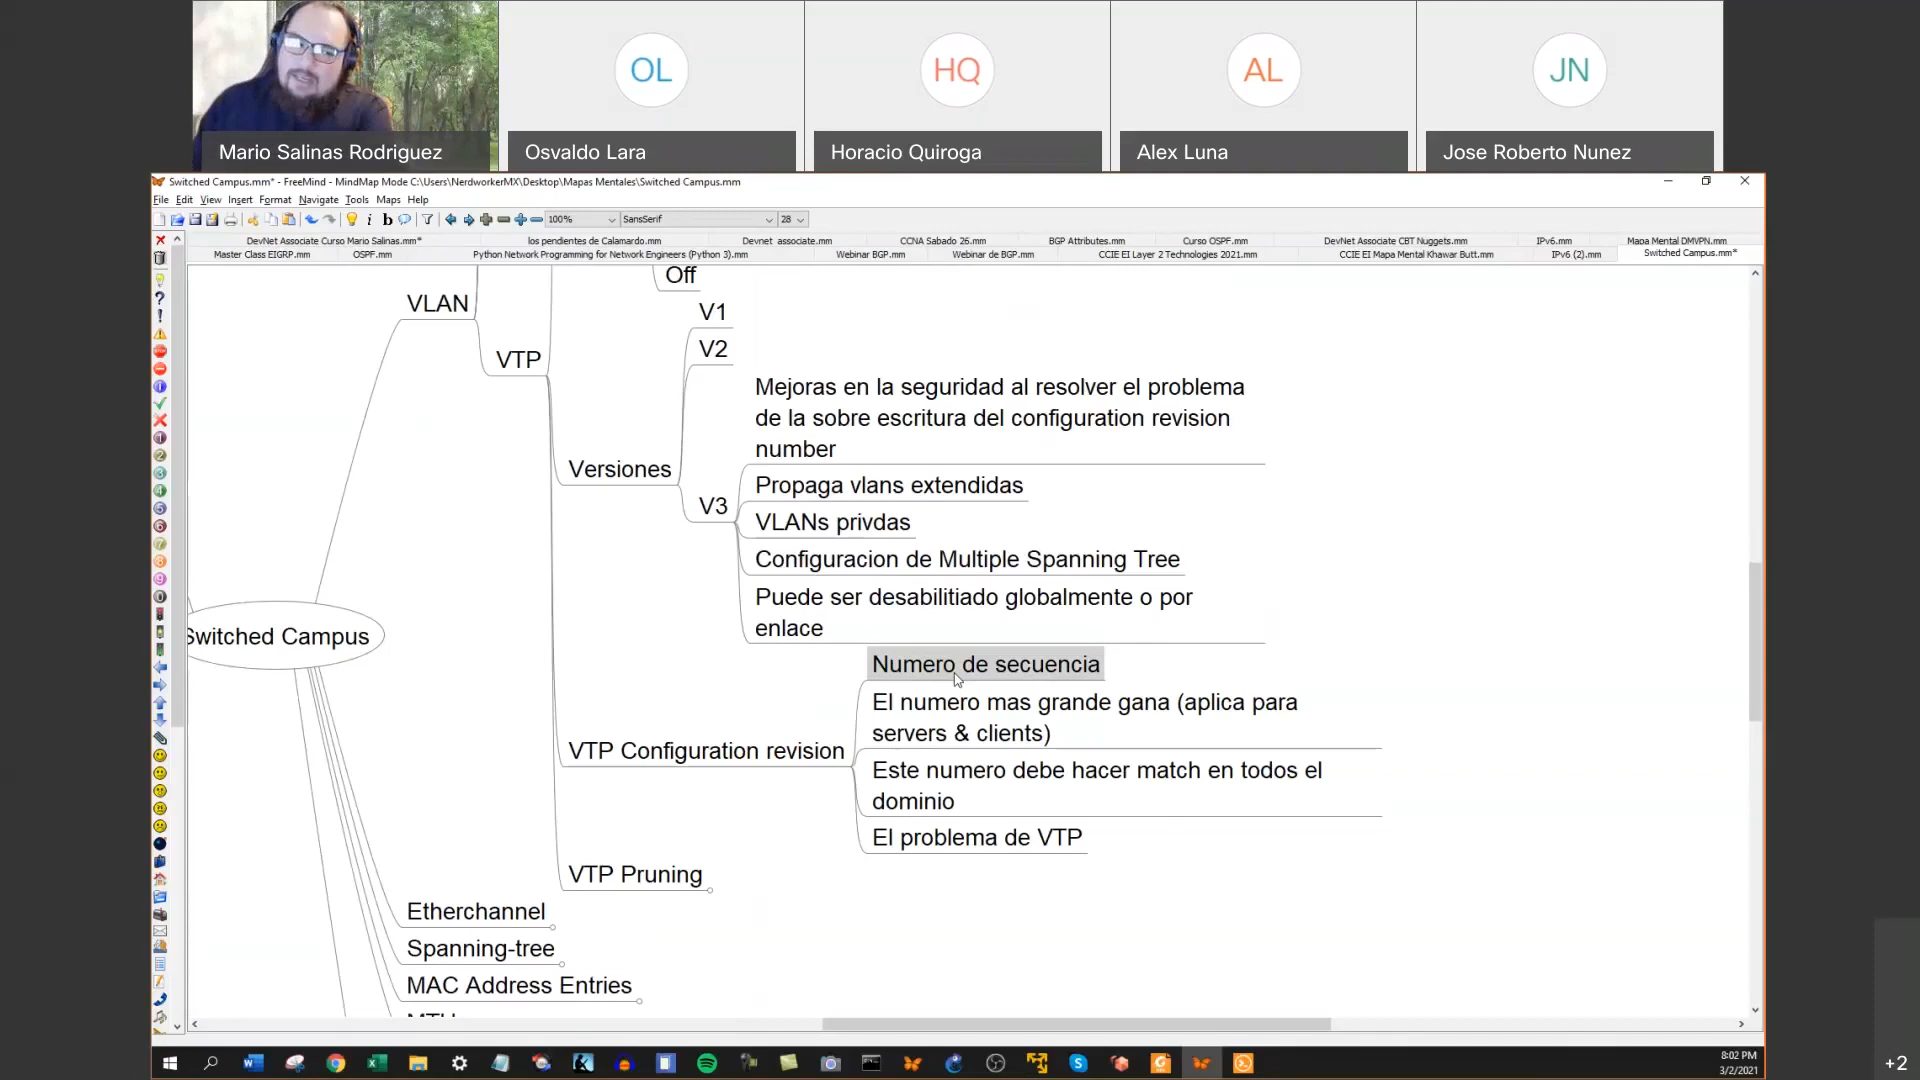 OL
HQ
AL
JN
Mario Salinas Rodriguez
Osvaldo Lara
Horacio Quiroga
Alex Luna
Jose Roberto Nunez
Switched Campus.mm* - FreeMind - MindMap Mode C:\Users\NerdworkerMX\Desktop\Mapas Mentales\Switched Campus.mm
File Edit View Insert Format Navigate Tools Maps Help
100% SansSerif 28
DevNet Associate Curso Mario Salinas.mm* los pendientes de Calamardo.mm Devnet associate.mm CCNA Sabado 26.mm BGP Attributes.mm Curso OSPF.mm DevNet Associate CBT Nuggets.mm IPv6.mm Mapa Mental DMVPN.mm
Master Class EIGRP.mm OSPF.mm Python Network Programming for Network Engineers (Python 3).mm Webinar BGP.mm Webinar de BGP.mm CCIE EI Layer 2 Technologies 2021.mm CCIE EI Mapa Mental Khawar Butt.mm IPv6 (2).mm Switched Campus.mm*
Off
VLAN
V1
V2
VTP
Mejoras en la seguridad al resolver el problema
de la sobre escritura del configuration revision
number
Versiones
Propaga vlans extendidas
V3
VLANs privdas
Configuracion de Multiple Spanning Tree
Puede ser desabilitiado globalmente o por
enlace
Switched Campus
Numero de secuencia
El numero mas grande gana (aplica para
servers & clients)
VTP Configuration revision
Este numero debe hacer match en todos el
dominio
El problema de VTP
VTP Pruning
Etherchannel
Spanning-tree
MAC Address Entries
MTU
8:02 PM
3/2/2021
+2